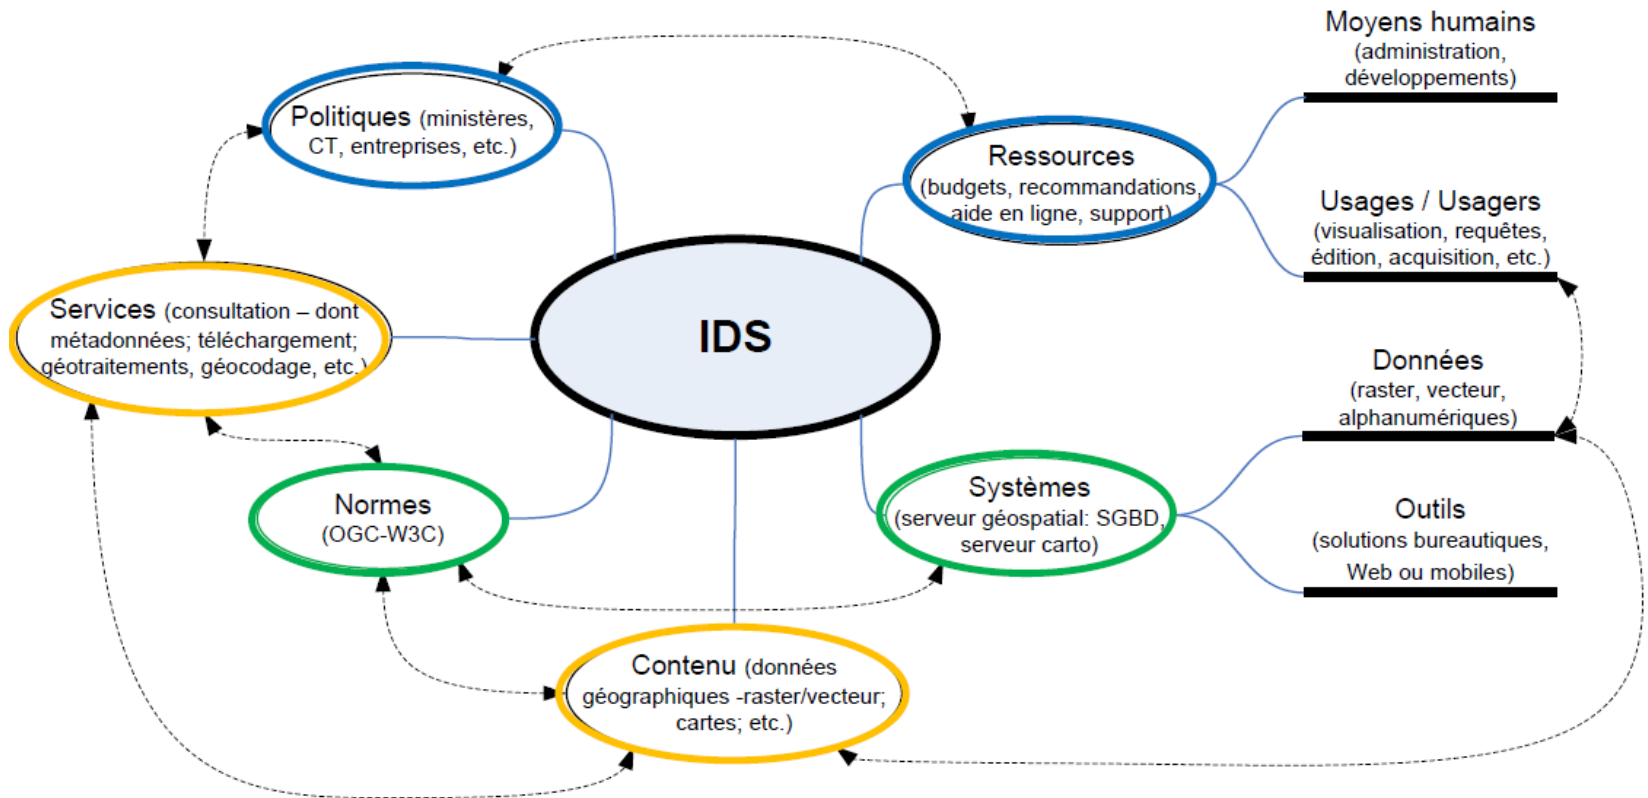 Moyens humains
(administration,
développements)
Politiques (ministères,
CT, entreprises, etc.)
Ressources
(budgets, recommandations,
aide en ligne, support)
Usages / Usagers
(visualisation, requêtes,
édition, acquisition, etc.)
Services (consultation – dont
métadonnées; téléchargement;
géotraitements, géocodage, etc.)
IDS
Données
(raster, vecteur,
alphanumériques)
Normes
(OGC-W3C)
Systèmes
(serveur géospatial: SGBD,
serveur carto)
Outils
(solutions bureautiques,
Web ou mobiles)
Contenu (données
géographiques -raster/vecteur;
cartes; etc.)